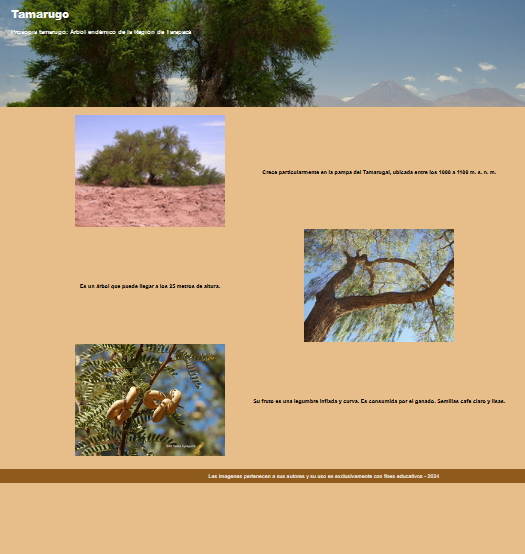 Tamarugo
Prosopis tamarugo: Árbol endémico de la Región de Tarapacá
Crece particularmente en la pampa del Tamarugal, ubicada entre los 1000 a 1100 m. s. n. m.
Es un árbol que puede llegar a los 25 metros de altura.
Su fruto es una legumbre inflada y curva. Es consumida por el ganado. Semillas cafe claro y lisas.
Las imagenes pertenecen a sus autores y su uso es exclusivamente con fines educativos - 2024